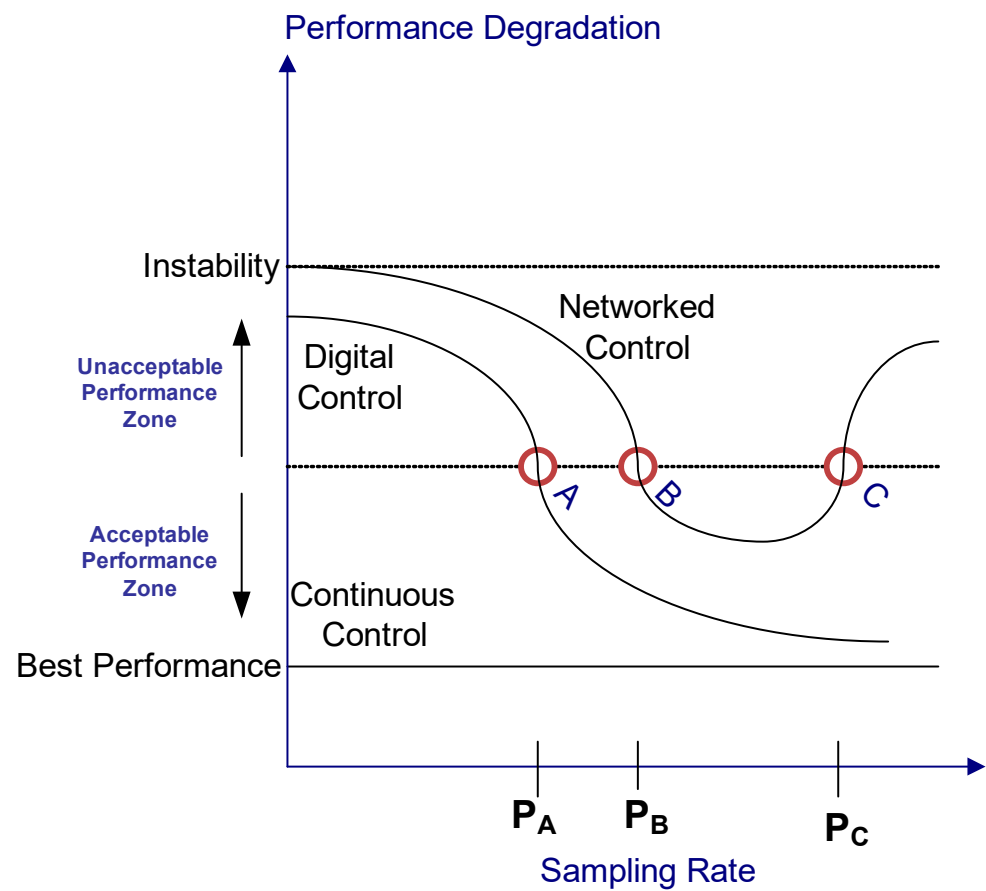 Performance Degradation
Instability
Networked
Control
Digital
Control
Unacceptable
Performance
Zone
A
B
C
Acceptable
Performance
Zone
Continuous
Control
Best Performance
PA
PB
PC
Sampling Rate